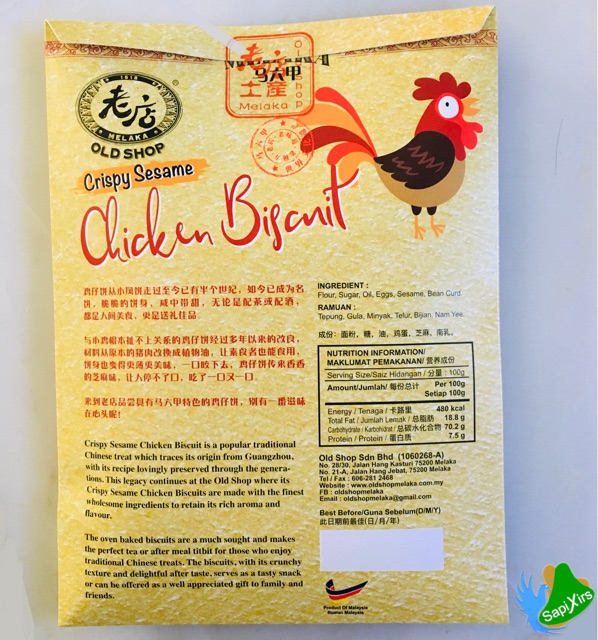 老店
土產
Melaka
Old Shop
马六甲
1618
老店
MELAKA
OLD SHOP
Crispy Sesame
Chicken Biscuit
鸡仔饼从小凤饼走过至今已有半个世纪，如今已成为名
饼，脆脆的饼身，咸中带甜，无论是配茶或配酒，
都是人间美食，更是送礼佳品。
与小鸡根本扯不上关系的鸡仔饼经过多年以来的改良，
材料从原本的猪肉改换成植物油，让素食者也能食用，
饼身也变得更薄更美味，一口咬下去，鸡仔饼传来香香
的芝麻味，让人停不了口，吃了一口又一口。
来到老店品尝具有马六甲特色的鸡仔饼，别有一番滋味
在心头呢！
Crispy Sesame Chicken Biscuit is a popular traditional
Chinese treat which traces its origin from Guangzhou,
with its recipe lovingly preserved through the genera-
tions. This legacy continues at the Old Shop where its
Crispy Sesame Chicken Biscuits are made with the finest
wholesome ingredients to retain its rich aroma and
flavour.
The oven baked biscuits are a much sought and makes
the perfect tea or after meal titbit for those who enjoy
traditional Chinese treats. The biscuits, with its crunchy
texture and delightful after taste, serves as a tasty snack
or can be offered as a well appreciated gift to family and
friends.
INGREDIENT :
Flour, Sugar, Oil, Eggs, Sesame, Bean Curd.
RAMUAN :
Tepung, Gula, Minyak, Telur, Bijian, Nam Yee.
成份：面粉、糖、油、鸡蛋、芝麻、南乳。
NUTRITION INFORMATION/
MAKLUMAT PEMAKANAN/ 营养成份
Serving Size/Saiz Hidangan / 分量 : 100g
Amount/Jumlah/ 每份总计 Per 100g
Setiap 100g
Energy / Tenaga / 卡路里 480 kcal
Total Fat / Jumlah Lemak / 总脂肪 18.8 g
Carbohydrate / Karbohidrat / 总碳水化合物 70.2 g
Protein / Protein / 蛋白质 7.5 g
Old Shop Sdn Bhd (1060268-A)
No. 28/30, Jalan Hang Kasturi 75200 Melaka
No. 21-A, Jalan Hang Jebat, 75200 Melaka
Tel / Fax : 606-281 2468
Website : www.oldshopmelaka.com.my
FB : oldshopmelaka
Email : oldshopmelaka@gmail.com
Best Before/Guna Sebelum(D/M/Y)
此日期前最佳(日/月/年)
Product Of Malaysia
Buatan Malaysia
SapiXirs